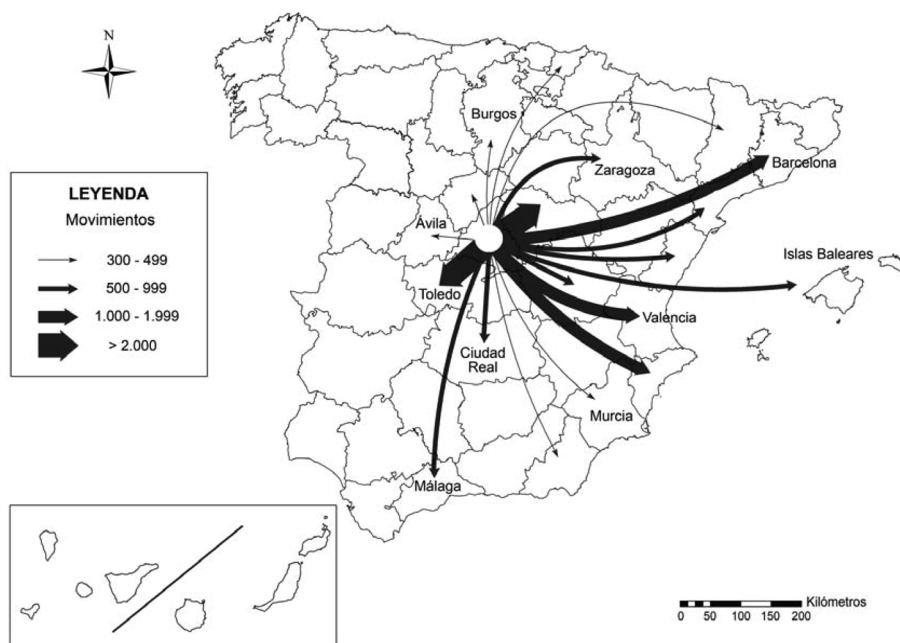 N
Burgos
Zaragoza
Barcelona
LEYENDA
Movimientos
300 - 499
500 - 999
1.000 - 1.999
> 2.000
Ávila
Islas Baleares
Toledo
Valencia
Ciudad
Real
Murcia
Málaga
Kilómetros
0 50 100 150 200